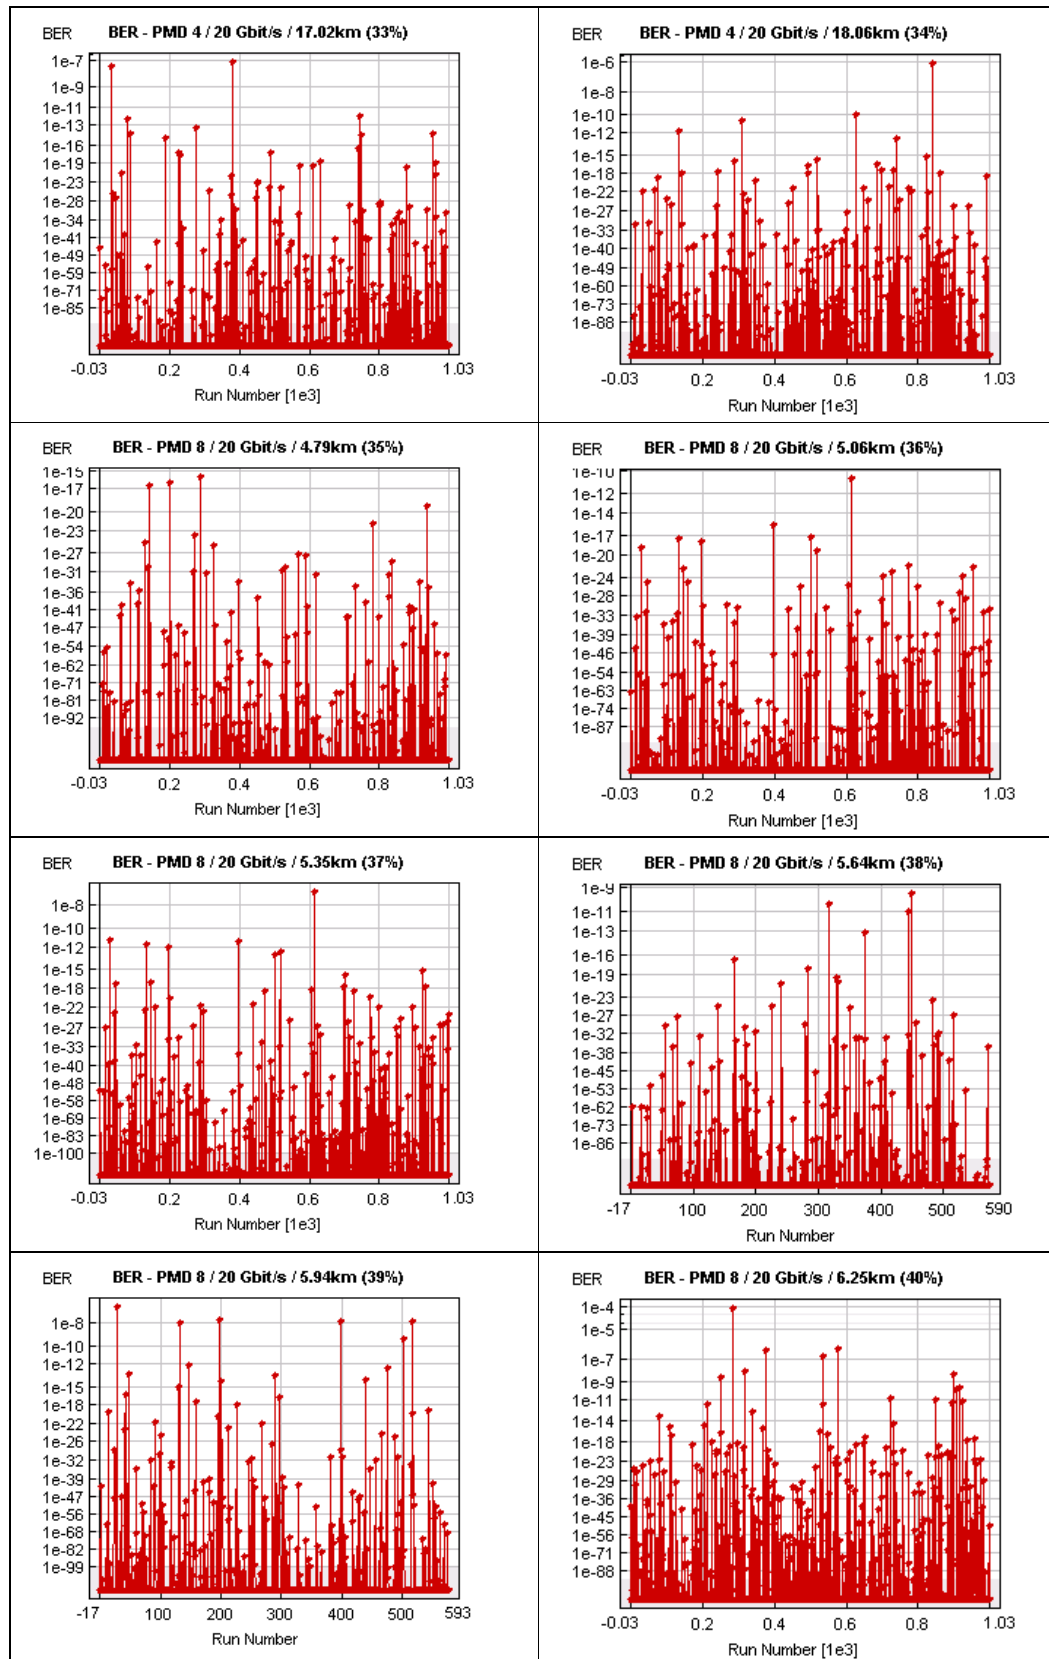 BER BER - PMD 4 / 20 Gbit/s / 17.02km (33%)
1e-7
1e-9
1e-11
1e-13
1e-16
1e-19
1e-23
1e-28
1e-34
1e-41
1e-49
1e-59
1e-71
1e-85
-0.03 0.2 0.4 0.6 0.8 1.03
Run Number [1e3]
BER BER - PMD 4 / 20 Gbit/s / 18.06km (34%)
1e-6
1e-8
1e-10
1e-12
1e-15
1e-18
1e-22
1e-27
1e-33
1e-40
1e-49
1e-60
1e-73
1e-88
-0.03 0.2 0.4 0.6 0.8 1.03
Run Number [1e3]
BER BER - PMD 8 / 20 Gbit/s / 4.79km (35%)
1e-15
1e-17
1e-20
1e-23
1e-27
1e-31
1e-36
1e-41
1e-47
1e-54
1e-62
1e-71
1e-81
1e-92
-0.03 0.2 0.4 0.6 0.8 1.03
Run Number [1e3]
BER BER - PMD 8 / 20 Gbit/s / 5.06km (36%)
1e-10
1e-12
1e-14
1e-17
1e-20
1e-24
1e-28
1e-33
1e-39
1e-46
1e-54
1e-63
1e-74
1e-87
-0.03 0.2 0.4 0.6 0.8 1.03
Run Number [1e3]
BER BER - PMD 8 / 20 Gbit/s / 5.35km (37%)
1e-8
1e-10
1e-12
1e-15
1e-18
1e-22
1e-27
1e-33
1e-40
1e-48
1e-58
1e-69
1e-83
1e-100
-0.03 0.2 0.4 0.6 0.8 1.03
Run Number [1e3]
BER BER - PMD 8 / 20 Gbit/s / 5.64km (38%)
1e-9
1e-11
1e-13
1e-16
1e-19
1e-23
1e-27
1e-32
1e-38
1e-45
1e-53
1e-62
1e-73
1e-86
-17 100 200 300 400 500 590
Run Number
BER BER - PMD 8 / 20 Gbit/s / 5.94km (39%)
1e-8
1e-10
1e-12
1e-15
1e-18
1e-22
1e-26
1e-32
1e-39
1e-47
1e-56
1e-68
1e-82
1e-99
-17 100 200 300 400 500 593
Run Number
BER BER - PMD 8 / 20 Gbit/s / 6.25km (40%)
1e-4
1e-5
1e-7
1e-9
1e-11
1e-14
1e-18
1e-23
1e-29
1e-36
1e-45
1e-56
1e-71
1e-88
-0.03 0.2 0.4 0.6 0.8 1.03
Run Number [1e3]